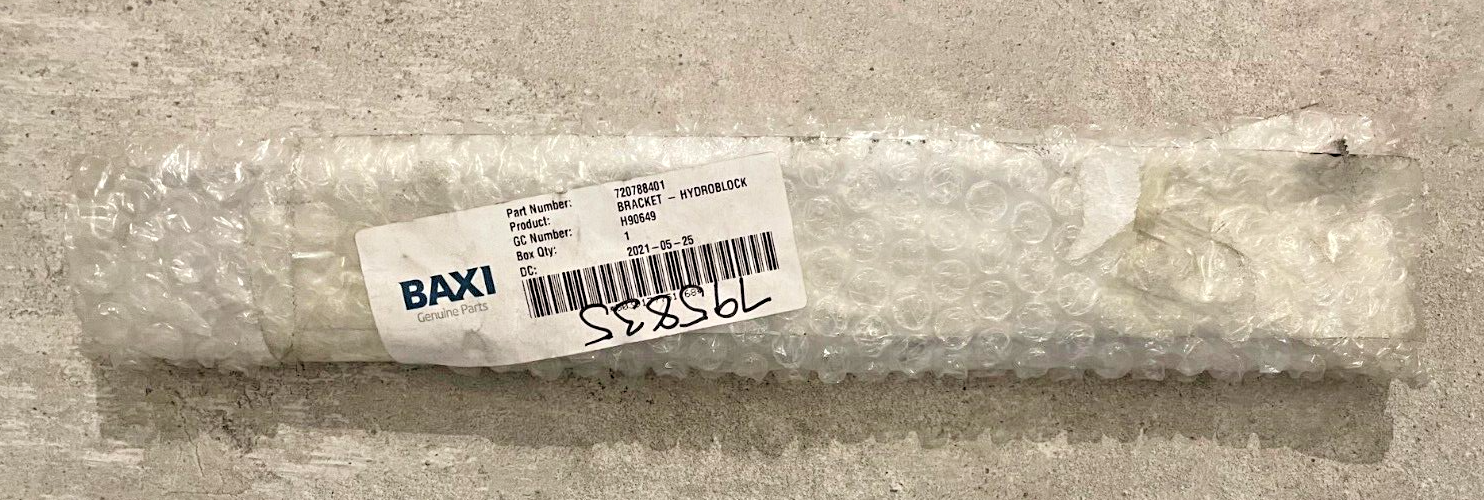 BAXI
Genuine Parts
Part Number: 720788401
Product: BRACKET - HYDROBLOCK
GC Number: H90649
Box Qty: 1
DC: 2021-05-25
795835